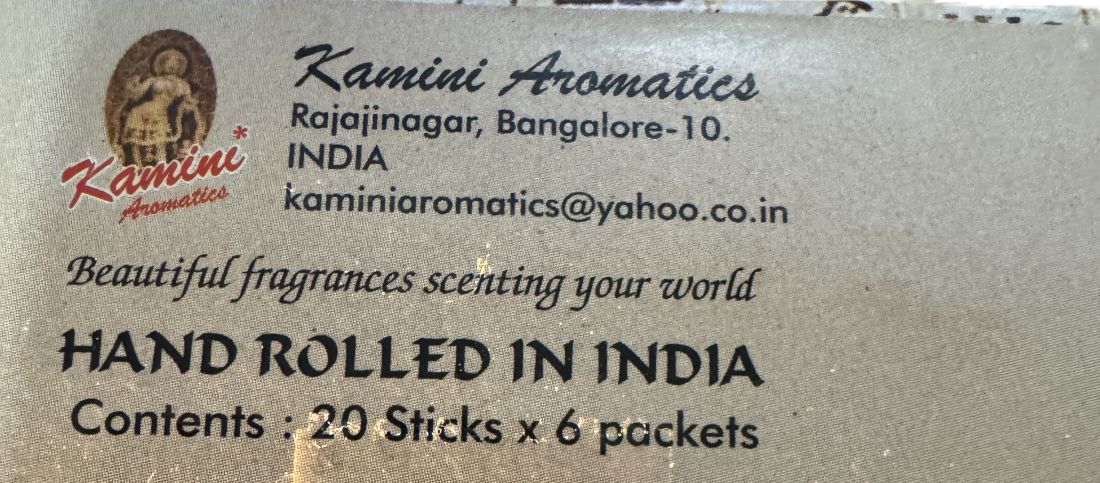 Kamini*
Aromatics
Kamini Aromatics
Rajajinagar, Bangalore-10.
INDIA
kaminiaromatics@yahoo.co.in
Beautiful fragrances scenting your world
HAND ROLLED IN INDIA
Contents : 20 Sticks x 6 packets